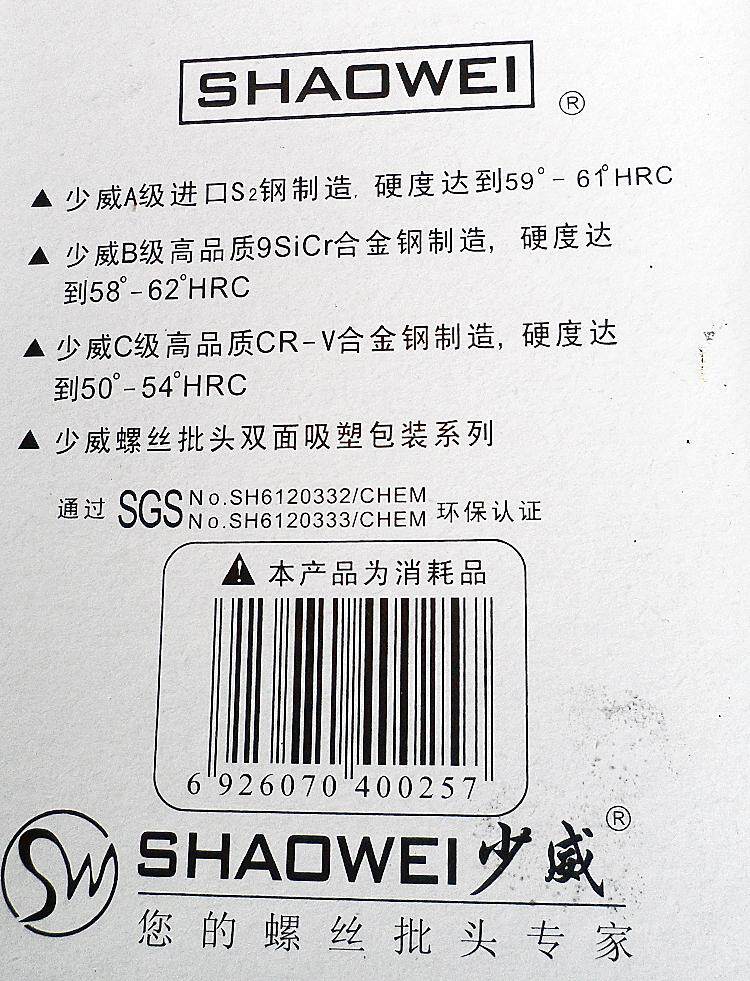 SHAOWEI ®
▲ 少威A级进口S₂钢制造, 硬度达到59°- 61°HRC
▲ 少威B级高品质9SiCr合金钢制造, 硬度达
到58°-62°HRC
▲ 少威C级高品质CR-V合金钢制造, 硬度达
到50°-54°HRC
▲ 少威螺丝批头双面吸塑包装系列
通过 SGS No.SH6120332/CHEM
No.SH6120333/CHEM 环保认证
本产品为消耗品
6 926070 400257
SW SHAOWEI 少威 ®
您的螺丝批头专家